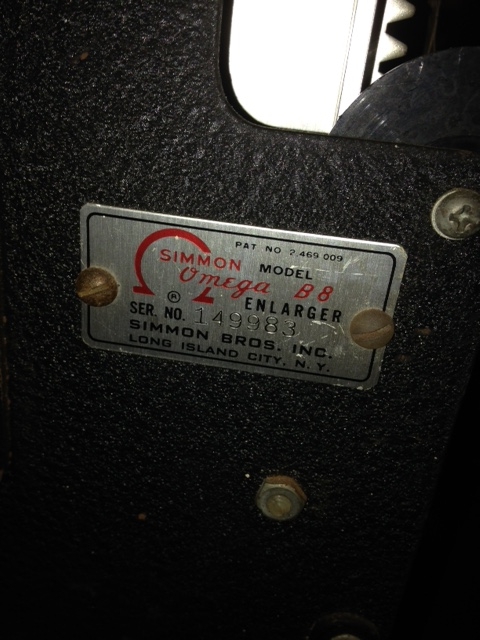 PAT. NO. 2,469,009
SIMMON MODEL
Omega B8
® ENLARGER
SER. NO. 149983
SIMMON BROS. INC.
LONG ISLAND CITY, N. Y.